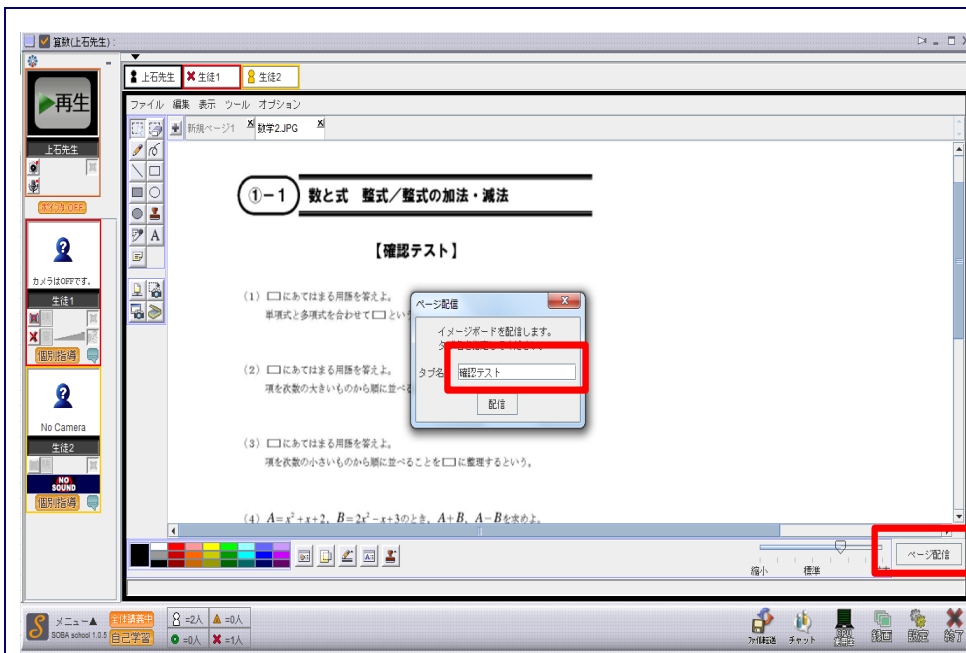 算数(上石先生) :
再生
上石先生
カメラはOFFです。
生徒1
個別指導
No Camera
生徒2
NO SOUND
個別指導
上石先生 生徒1 生徒2
ファイル 編集 表示 ツール オプション
新規ページ1 数学2.JPG
①-1 数と式 整式/整式の加法・減法
【確認テスト】
(1) □にあてはまる用語を答えよ。
単項式と多項式を合わせて□とい
(2) □にあてはまる用語を答えよ。
項を次数の大きいものから順に並べ
(3) □にあてはまる用語を答えよ。
項を次数の小さいものから順に並べることを□に整理するという。
(4) A=x²+x+2, B=2x²-x+3のとき, A+B, A-Bを求めよ。
ページ配信
イメージボードを配信します。
タブ名
確認テスト
配信
縮小 標準
ページ配信
メニュー▲
SOBA school 1.0.5
全体講義中
自己学習
=2人 =0人
=0人 =1人
ファイル転送 チャット 録画 設定 終了